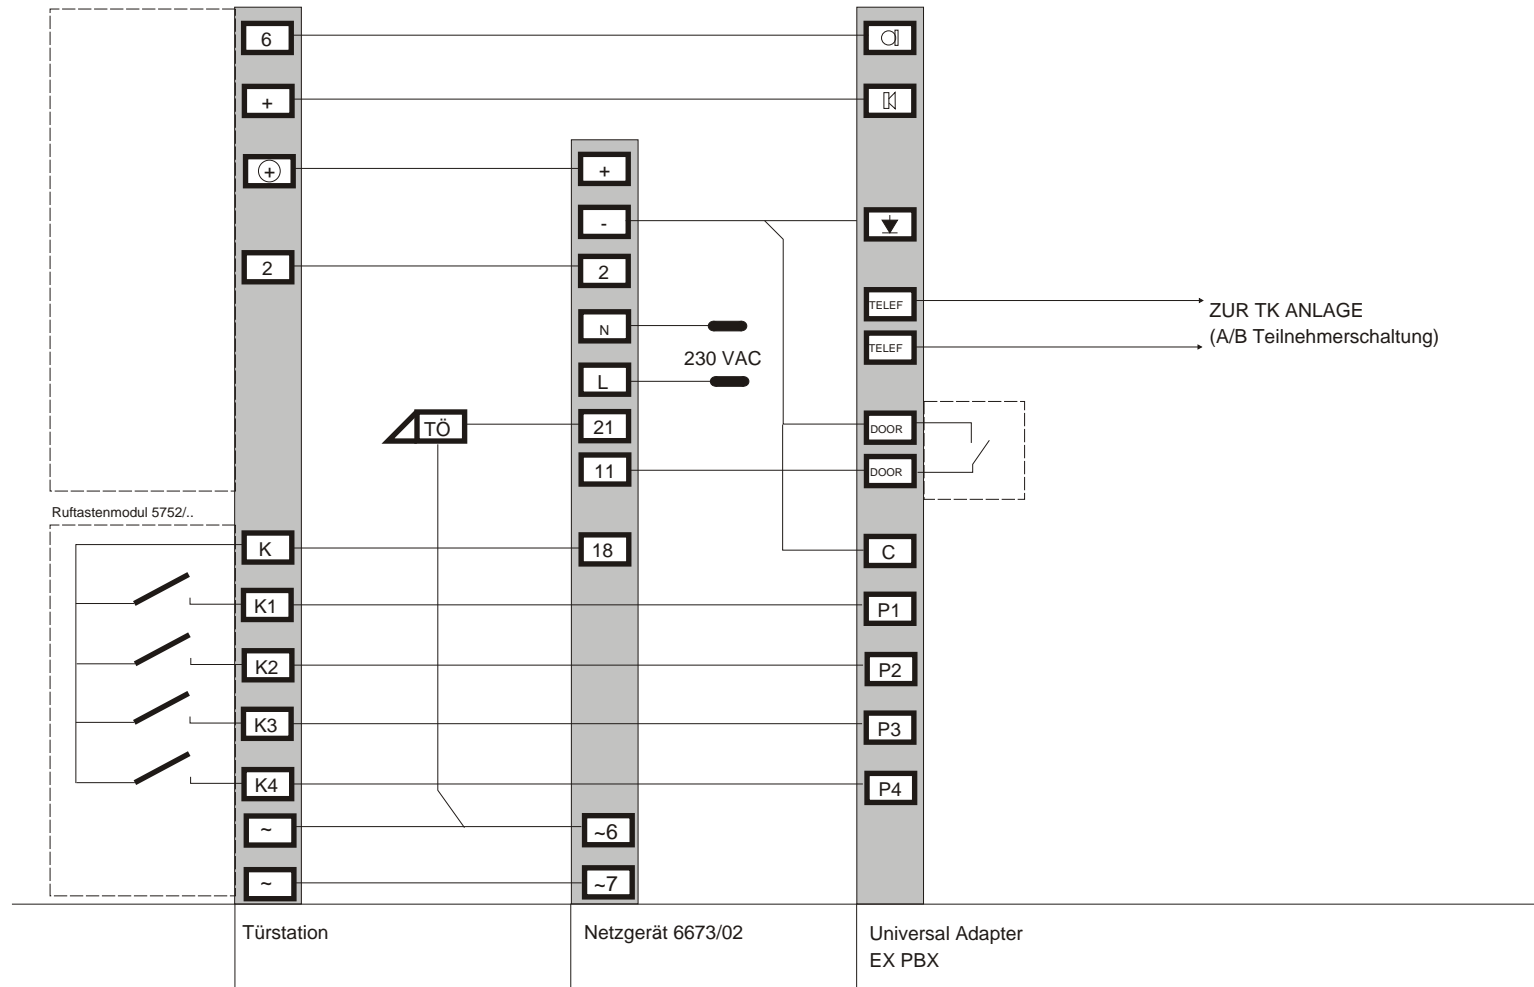 6
+
+
+
-
2
2
N
230 VAC
L
TELEF
ZUR TK ANLAGE
TELEF
(A/B Teilnehmerschaltung)
TÖ
21
DOOR
11
DOOR
Ruftastenmodul 5752/..
K
18
C
K1
P1
K2
P2
K3
P3
K4
P4
~
~6
~
~7
Türstation
Netzgerät 6673/02
Universal Adapter
EX PBX